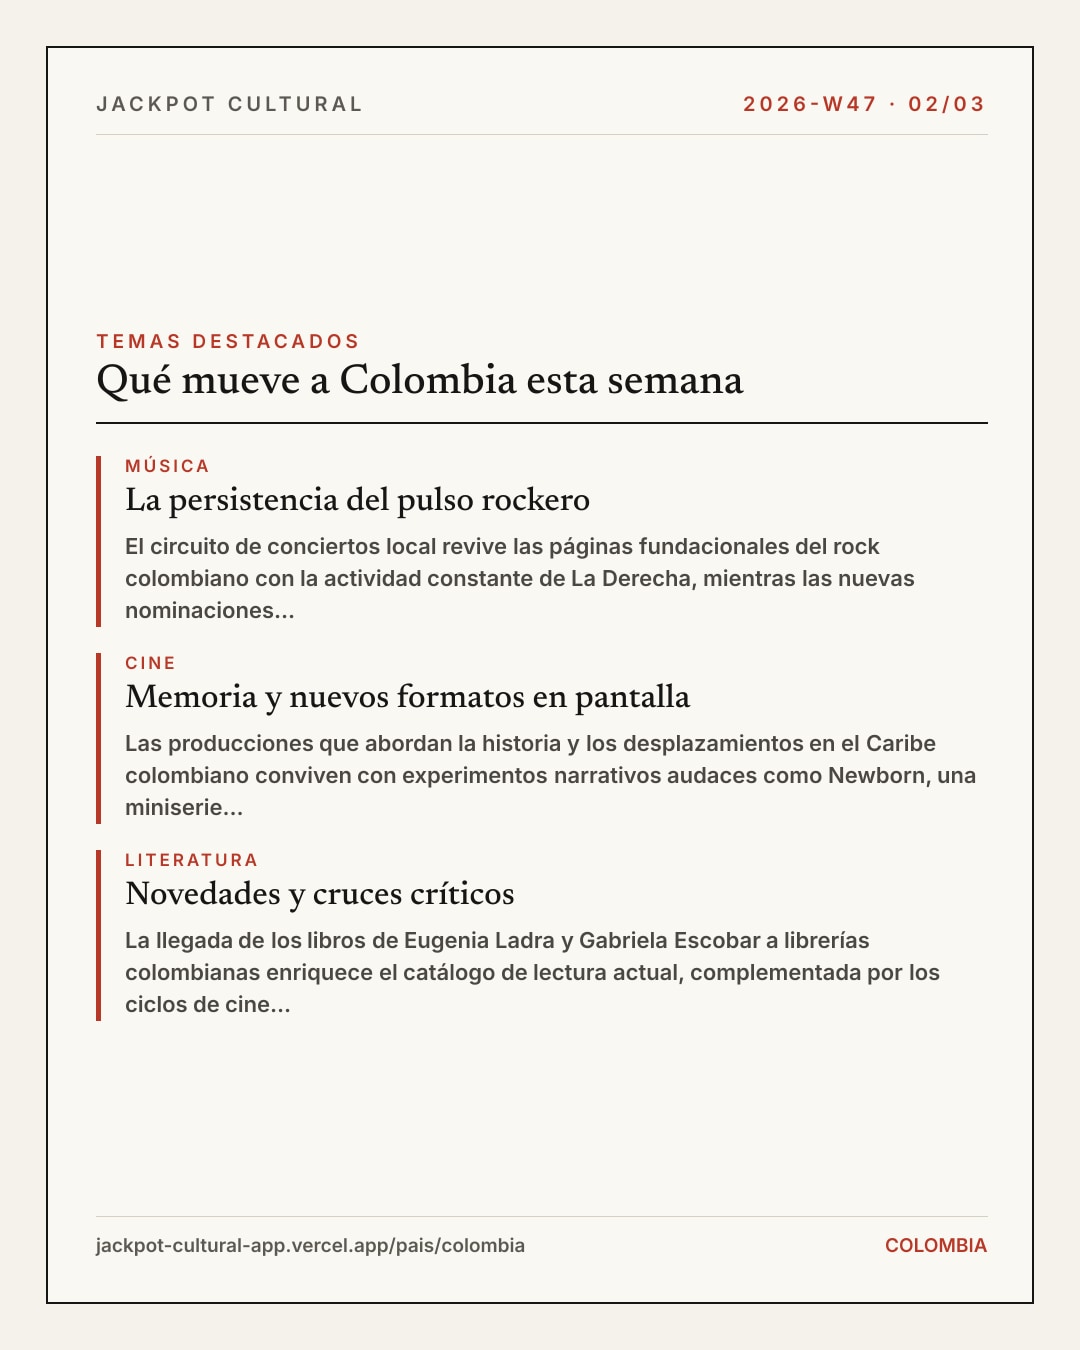 JACKPOT CULTURAL
2026-W47 · 02/03
TEMAS DESTACADOS
Qué mueve a Colombia esta semana
MÚSICA
La persistencia del pulso rockero
El circuito de conciertos local revive las páginas fundacionales del rock
colombiano con la actividad constante de La Derecha, mientras las nuevas
nominaciones...
CINE
Memoria y nuevos formatos en pantalla
Las producciones que abordan la historia y los desplazamientos en el Caribe
colombiano conviven con experimentos narrativos audaces como Newborn, una
miniserie...
LITERATURA
Novedades y cruces críticos
La llegada de los libros de Eugenia Ladra y Gabriela Escobar a librerías
colombianas enriquece el catálogo de lectura actual, complementada por los
ciclos de cine...
jackpot-cultural-app.vercel.app/pais/colombia
COLOMBIA